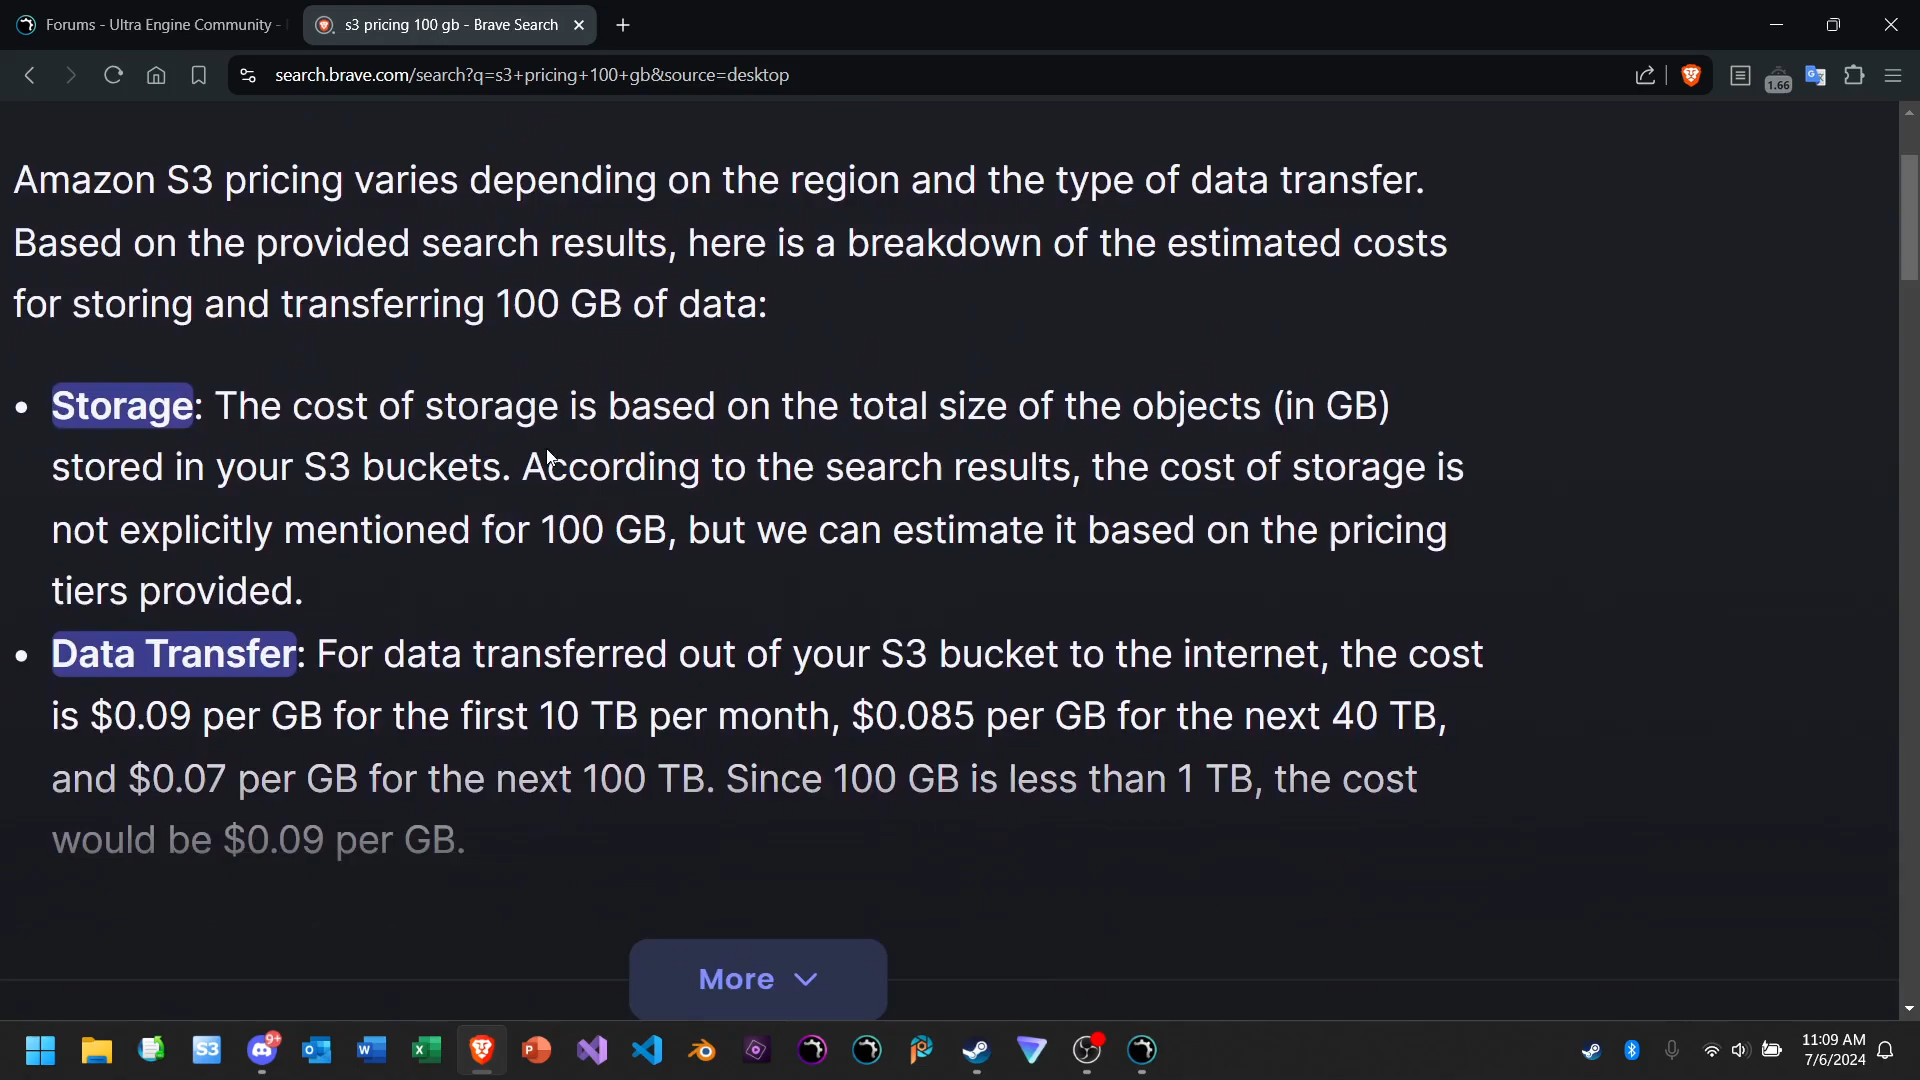 Forums - Ultra Engine Community -
s3 pricing 100 gb - Brave Search
search.brave.com/search?q=s3+pricing+100+gb&source=desktop
1.66
Amazon S3 pricing varies depending on the region and the type of data transfer.
Based on the provided search results, here is a breakdown of the estimated costs
for storing and transferring 100 GB of data:
• Storage: The cost of storage is based on the total size of the objects (in GB)
stored in your S3 buckets. According to the search results, the cost of storage is
not explicitly mentioned for 100 GB, but we can estimate it based on the pricing
tiers provided.
• Data Transfer: For data transferred out of your S3 bucket to the internet, the cost
is $0.09 per GB for the first 10 TB per month, $0.085 per GB for the next 40 TB,
and $0.07 per GB for the next 100 TB. Since 100 GB is less than 1 TB, the cost
would be $0.09 per GB.
More
S3
9+
11:09 AM
7/6/2024